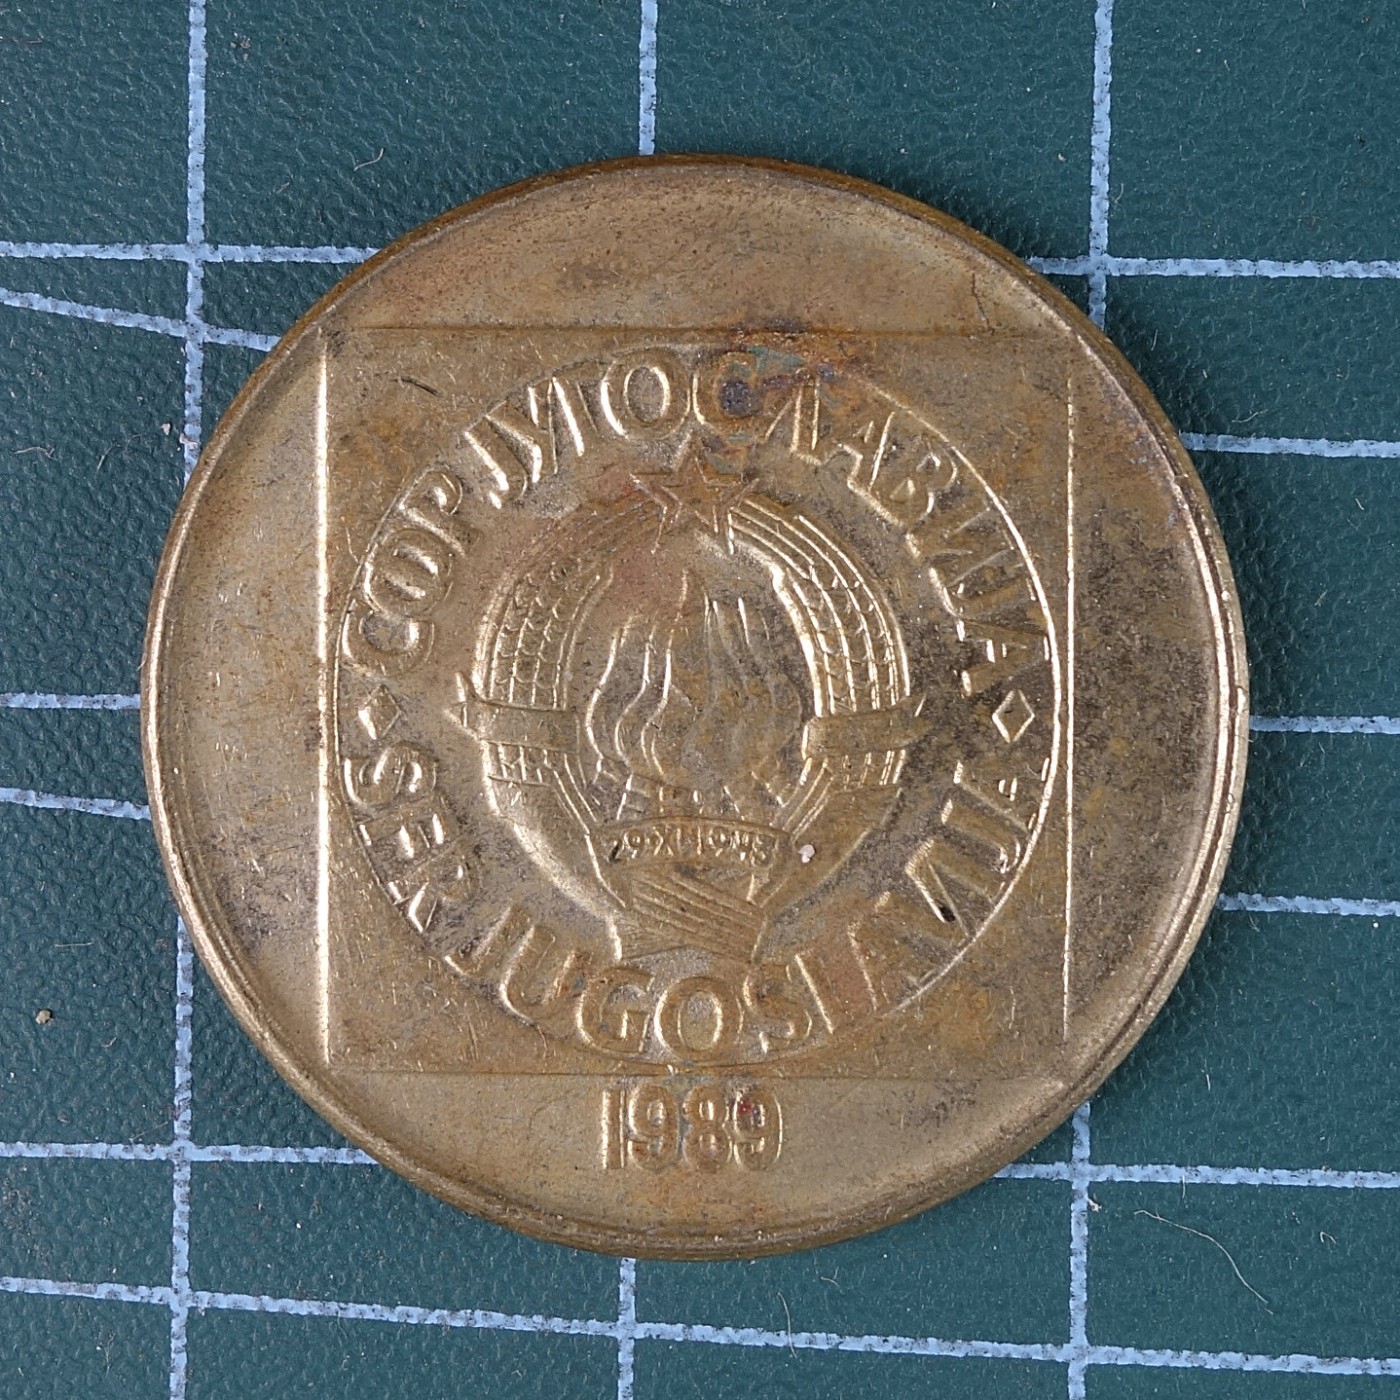 СФР ЈУГОСЛАВИЈА
SFR JUGOSLAVIJA
29·XI·1943
1989